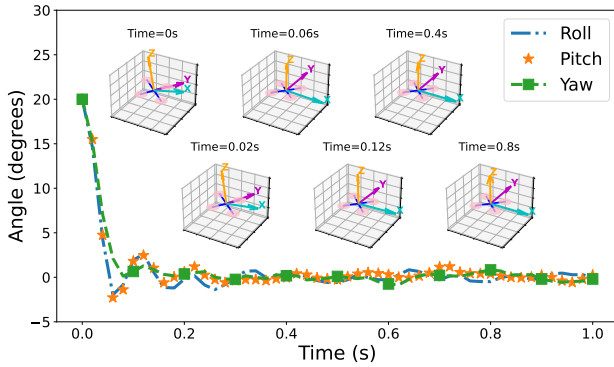 30
25
20
15
10
5
0
−5
Angle (degrees)
Time=0s
Time=0.06s
Time=0.4s
Z
Y
X
Z
Y
X
Z
Y
X
Time=0.02s
Time=0.12s
Time=0.8s
Z
Y
X
Z
Y
X
Z
Y
X
Roll
Pitch
Yaw
0.0
0.2
0.4
0.6
0.8
1.0
Time (s)